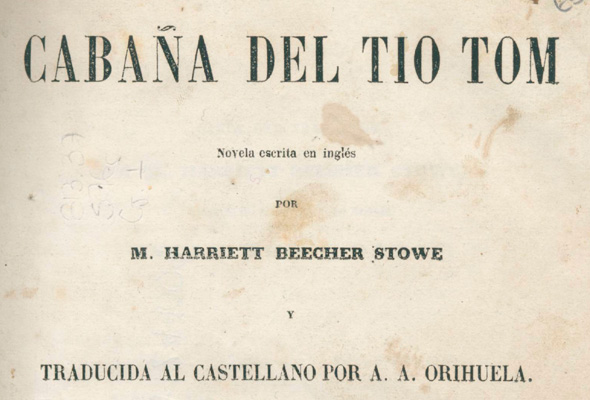 CABAÑA DEL TIO TOM
Novela escrita en inglés
POR
M. HARRIETT BEECHER STOWE
Y
TRADUCIDA AL CASTELLANO POR A. A. ORIHUELA.